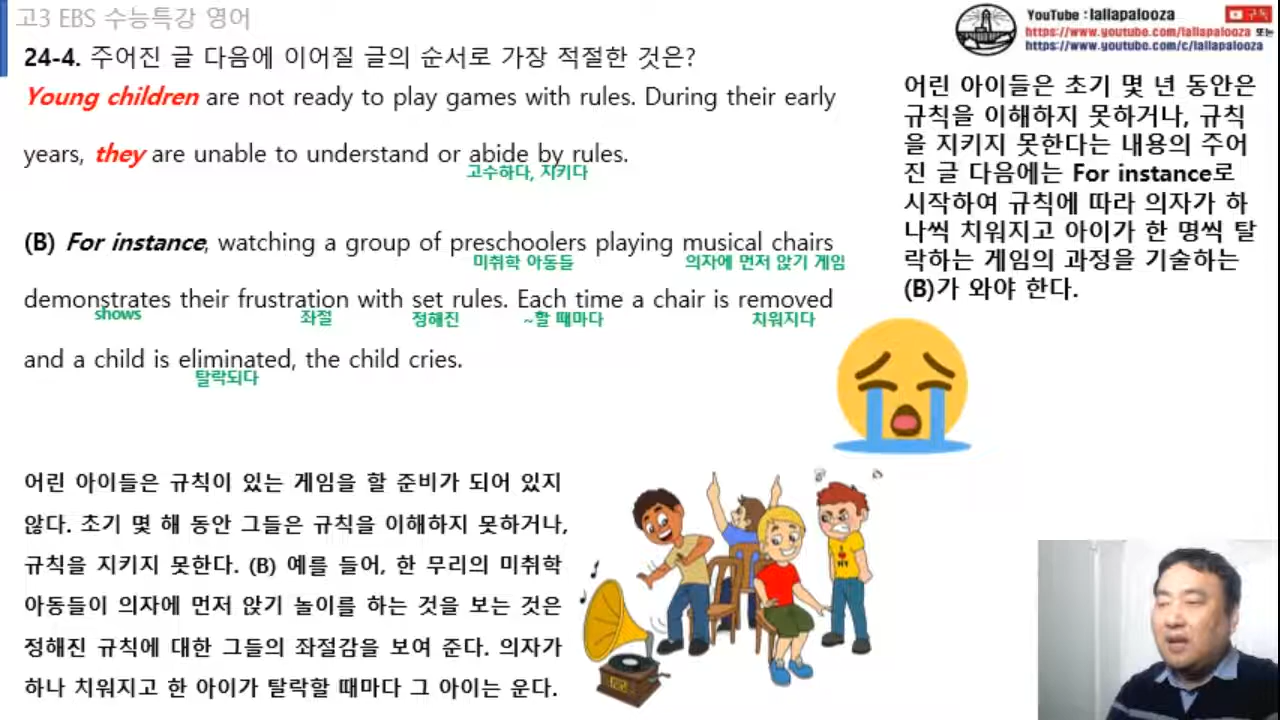 고3 EBS 수능특강 영어
YouTube : lallapalooza
구독
https://www.youtube.com/lallapalooza 또는
https://www.youtube.com/c/lallapalooza
24-4. 주어진 글 다음에 이어질 글의 순서로 가장 적절한 것은?
Young children are not ready to play games with rules. During their early
years, they are unable to understand or abide by rules.
고수하다, 지키다
(B) For instance, watching a group of preschoolers playing musical chairs
미취학 아동들 의자에 먼저 앉기 게임
demonstrates their frustration with set rules. Each time a chair is removed
shows 좌절 정해진 ~할 때마다 치워지다
and a child is eliminated, the child cries.
탈락되다
어린 아이들은 초기 몇 년 동안은
규칙을 이해하지 못하거나, 규칙
을 지키지 못한다는 내용의 주어
진 글 다음에는 For instance로
시작하여 규칙에 따라 의자가 하
나씩 치워지고 아이가 한 명씩 탈
락하는 게임의 과정을 기술하는
(B)가 와야 한다.
어린 아이들은 규칙이 있는 게임을 할 준비가 되어 있지
않다. 초기 몇 해 동안 그들은 규칙을 이해하지 못하거나,
규칙을 지키지 못한다. (B) 예를 들어, 한 무리의 미취학
아동들이 의자에 먼저 앉기 놀이를 하는 것을 보는 것은
정해진 규칙에 대한 그들의 좌절감을 보여 준다. 의자가
하나 치워지고 한 아이가 탈락할 때마다 그 아이는 운다.